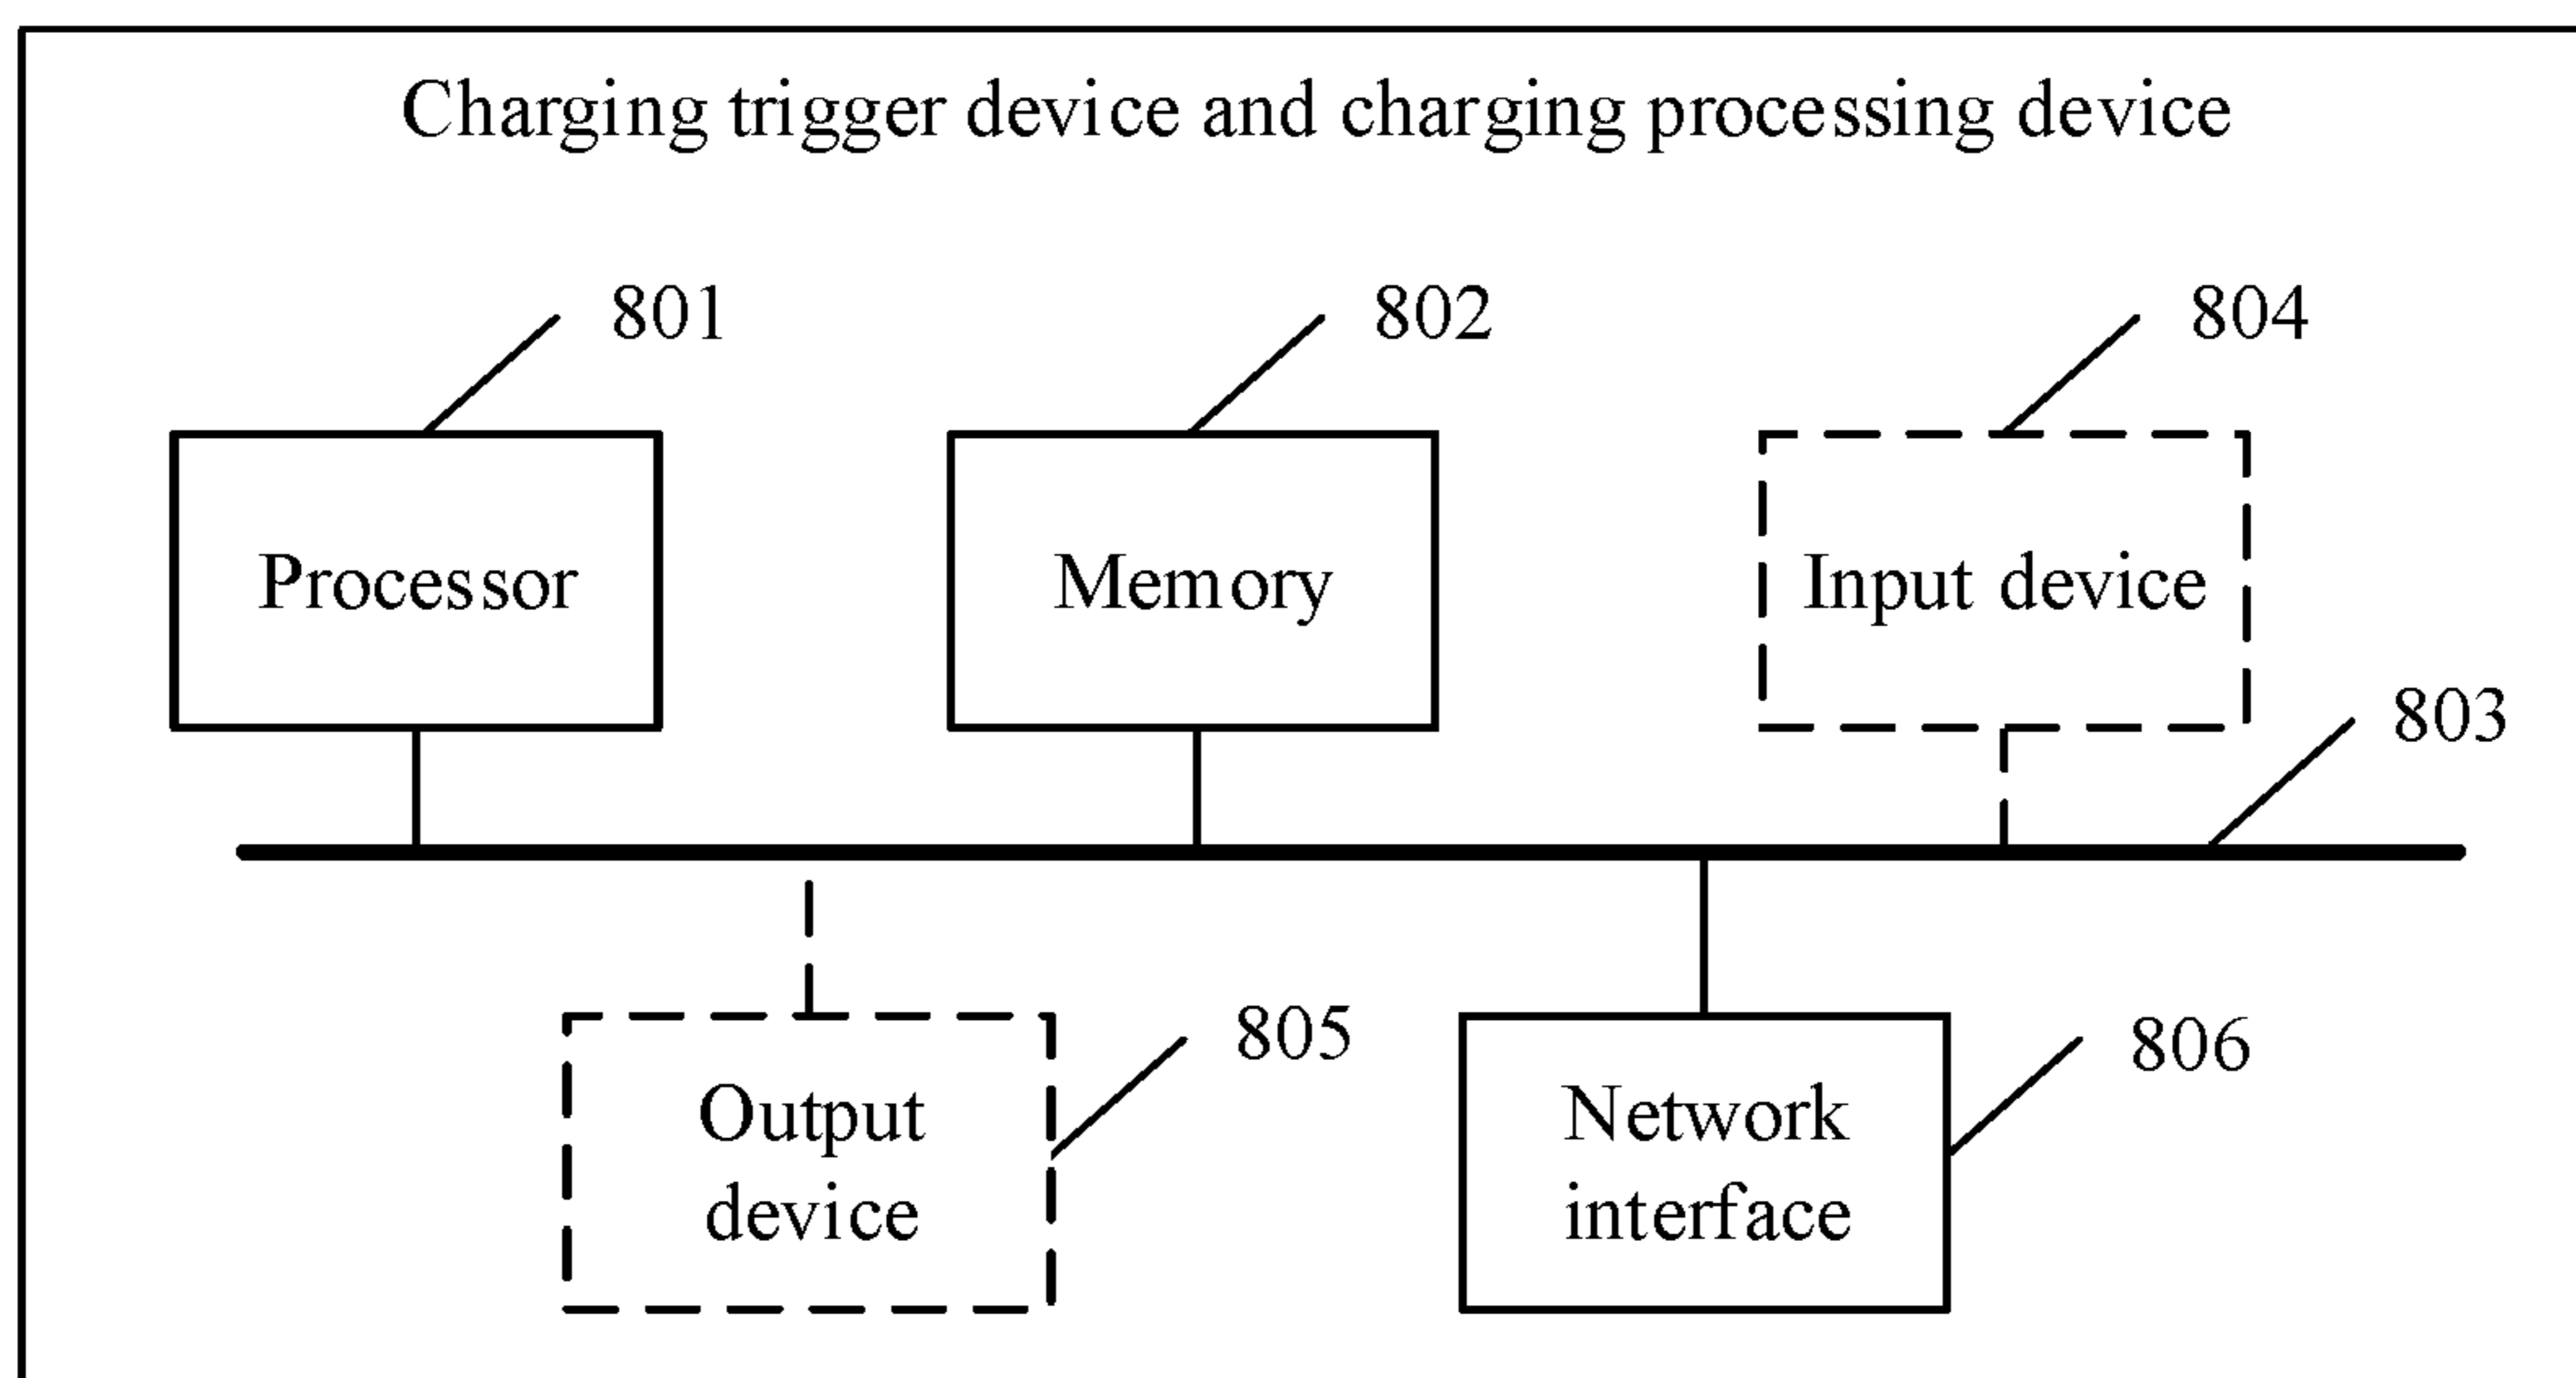 Charging trigger device and charging processing device
801
802
804
Processor
Memory
Input device
803
805
806
Output
device
Network
interface